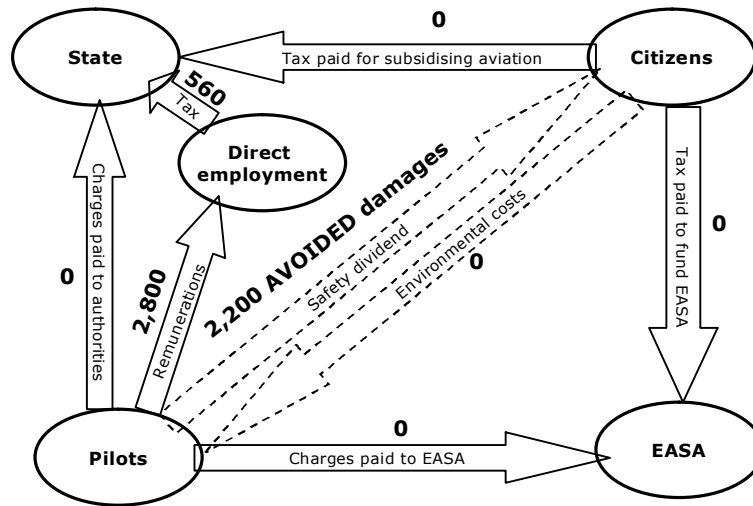 0
State
Tax paid for subsidising aviation
Citizens
560
Tax
Direct
employment
Charges paid to authorities
0
2,800
Remunerations
2,200 AVOIDED damages
Safety dividend
Environmental costs
0
Tax paid to fund EASA
0
Pilots
0
Charges paid to EASA
EASA